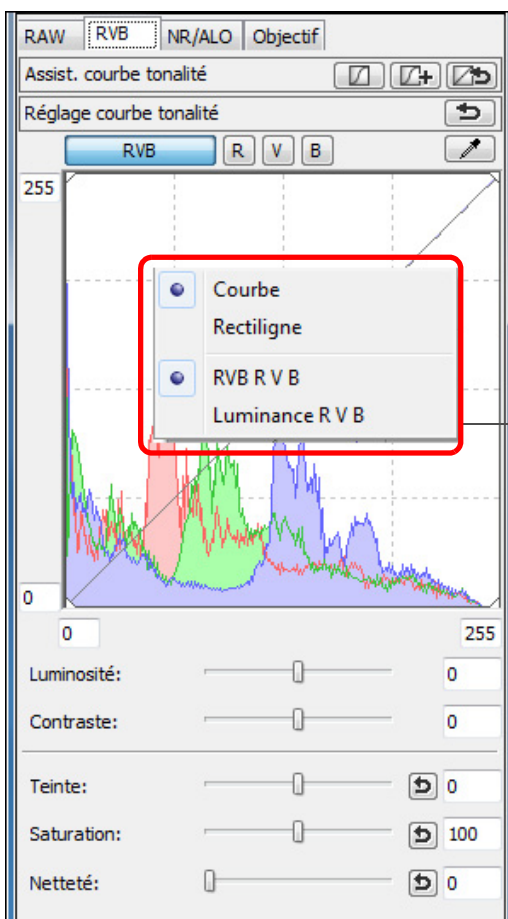 RAW RVB NR/ALO Objectif
Assist. courbe tonalité
Réglage courbe tonalité
RVB R V B
255
Courbe
Rectiligne
RVB R V B
Luminance R V B
0
0 255
Luminosité: 0
Contraste: 0
Teinte: 0
Saturation: 100
Netteté: 0